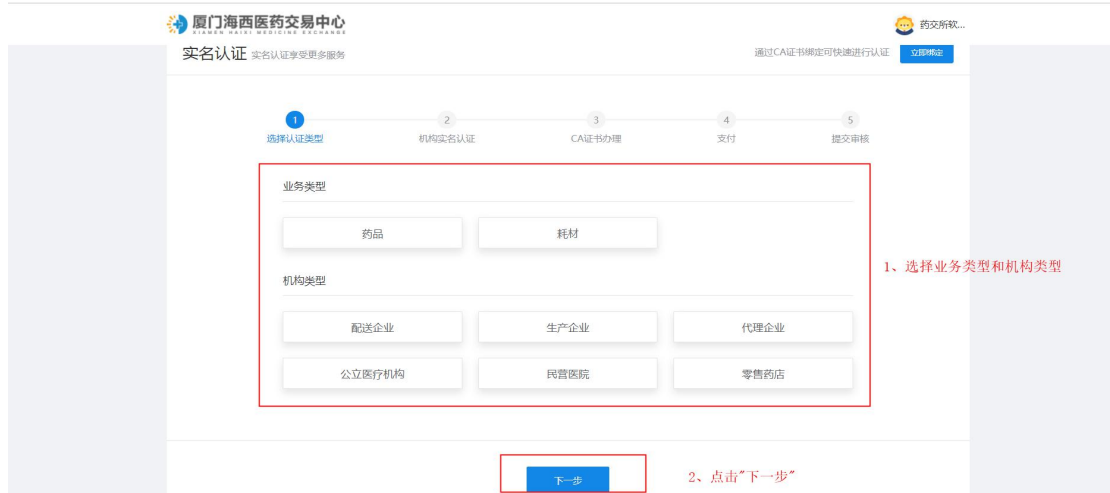 厦门海西医药交易中心
XIAMEN HAIXI MEDICINE EXCHANGE
药交所软...
实名认证 实名认证享受更多服务
通过CA证书绑定可快速进行认证 立即绑定
1 2 3 4 5
选择认证类型 机构实名认证 CA证书办理 支付 提交审核
业务类型
药品 耗材
1、选择业务类型和机构类型
机构类型
配送企业 生产企业 代理企业
公立医疗机构 民营医院 零售药店
下一步
2、点击"下一步"